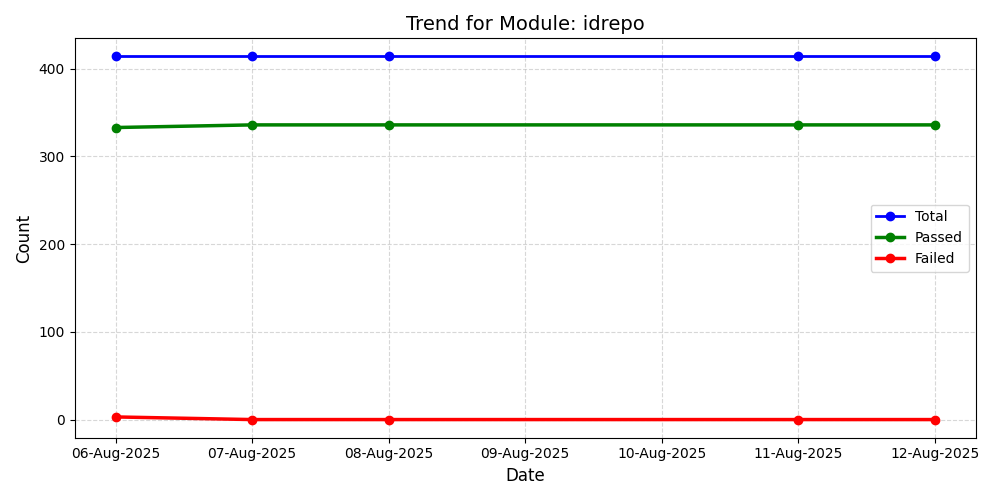 Trend for Module: idrepo
Count
400
300
200
100
0
Total
Passed
Failed
06-Aug-2025
07-Aug-2025
08-Aug-2025
09-Aug-2025
10-Aug-2025
11-Aug-2025
12-Aug-2025
Date